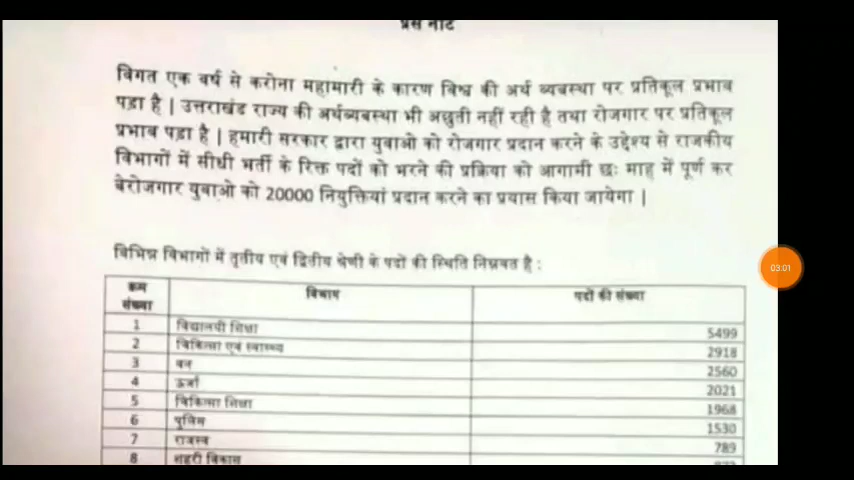 प्रेस नोट
विगत एक वर्ष से करोना महामारी के कारण विश्व की अर्थ व्यवस्था पर प्रतिकूल प्रभाव
पड़ा है | उत्तराखंड राज्य की अर्थव्यवस्था भी अछुती नहीं रही है तथा रोजगार पर प्रतिकूल
प्रभाव पड़ा है | हमारी सरकार द्वारा युवाओ को रोजगार प्रदान करने के उद्देश्य से राजकीय
विभागों में सीधी भर्ती के रिक्त पदों को भरने की प्रक्रिया को आगामी छः माह में पूर्ण कर
बेरोजगार युवाओ को 20000 नियुक्तियां प्रदान करने का प्रयास किया जायेगा |
विभिन्न विभागों में तृतीय एवं द्वितीय श्रेणी के पदों की स्थिति निम्नवत है :
क्रम संख्या विभाग पदों की संख्या
1 विद्यालयी शिक्षा 5499
2 चिकित्सा एवं स्वास्थ्य 2918
3 वन 2560
4 ऊर्जा 2021
5 चिकित्सा शिक्षा 1968
6 पुलिस 1530
7 राजस्व 789
8 शहरी विकास
03:01